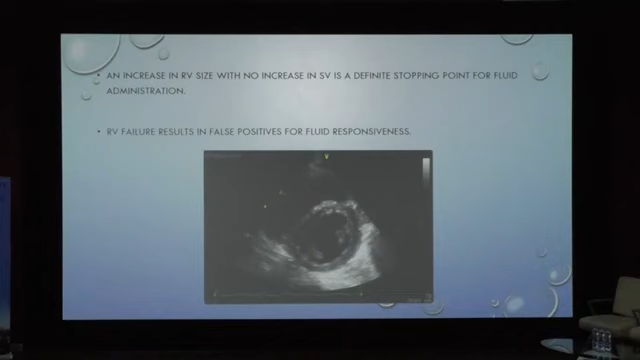 • AN INCREASE IN RV SIZE WITH NO INCREASE IN SV IS A DEFINITE STOPPING POINT FOR FLUID
ADMINISTRATION.
• RV FAILURE RESULTS IN FALSE POSITIVES FOR FLUID RESPONSIVENESS.